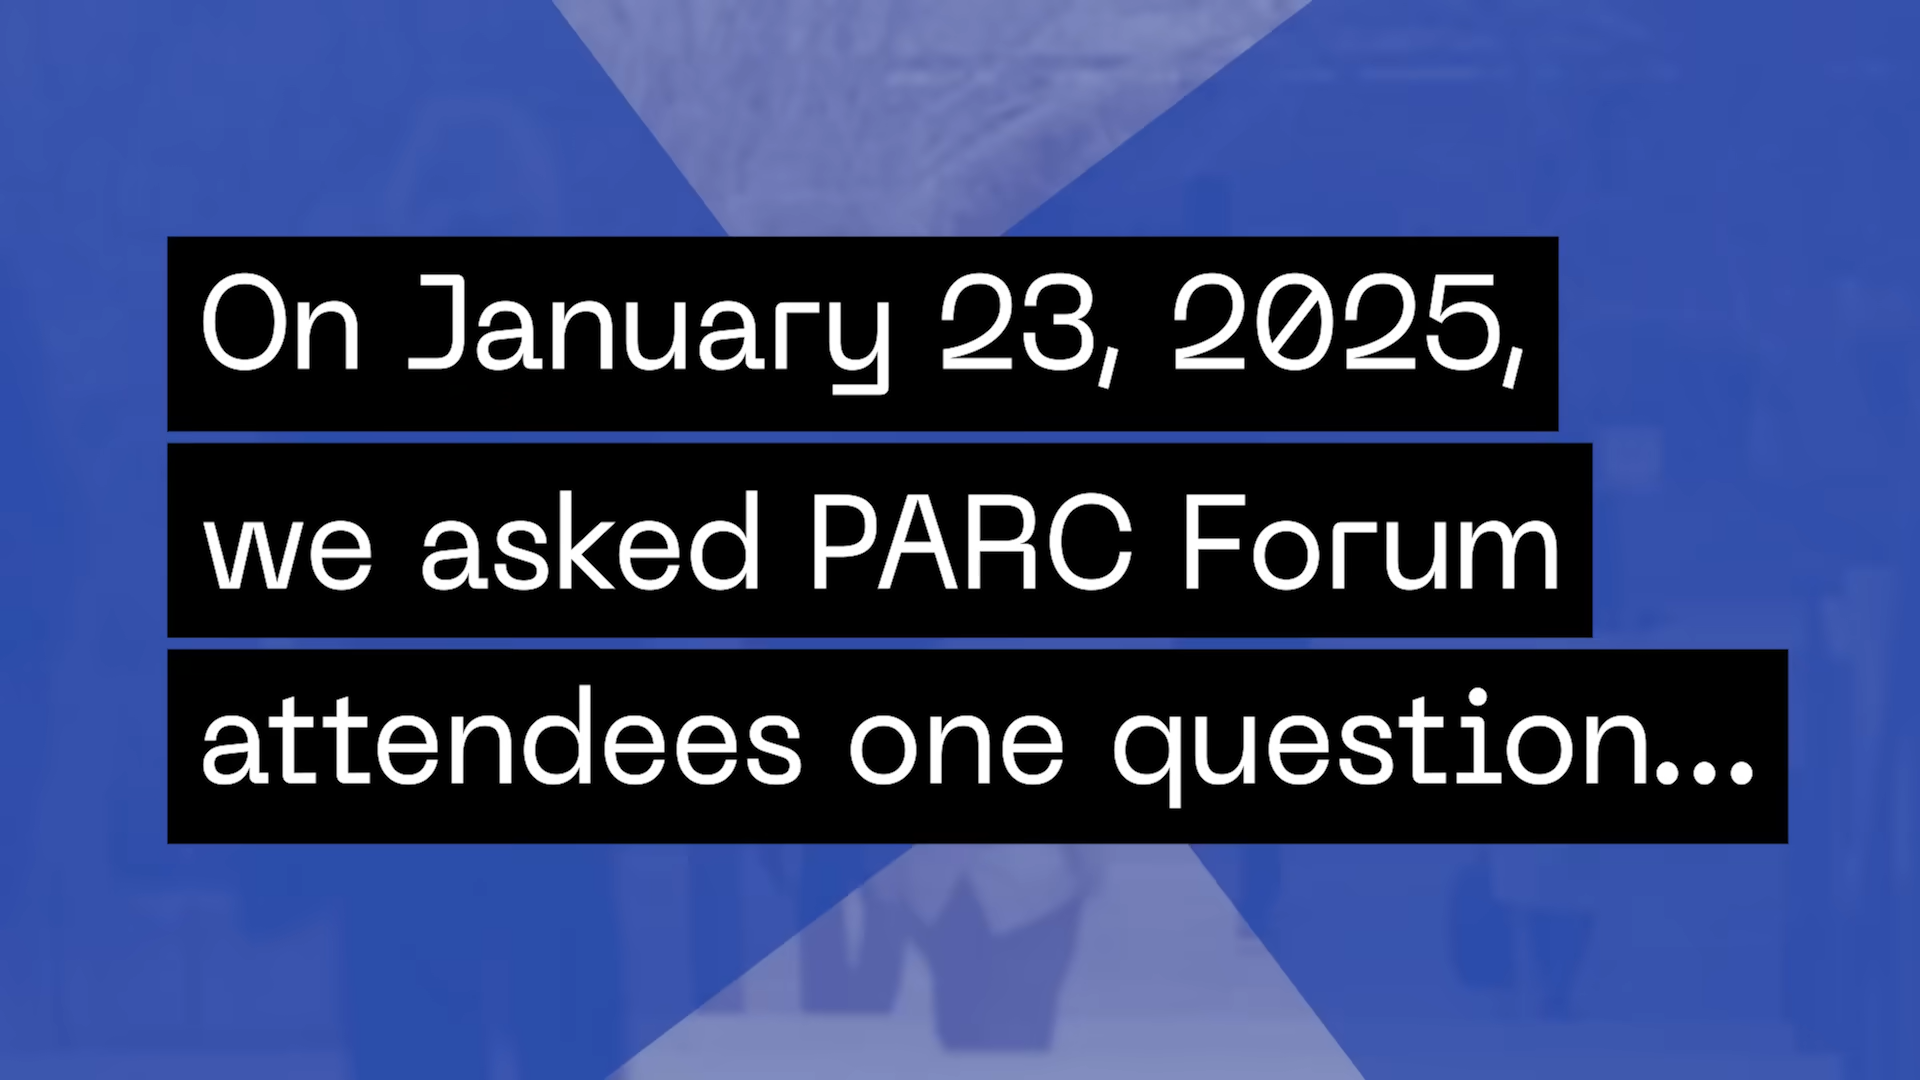 On January 23, 2025,
we asked PARC Forum
attendees one question...